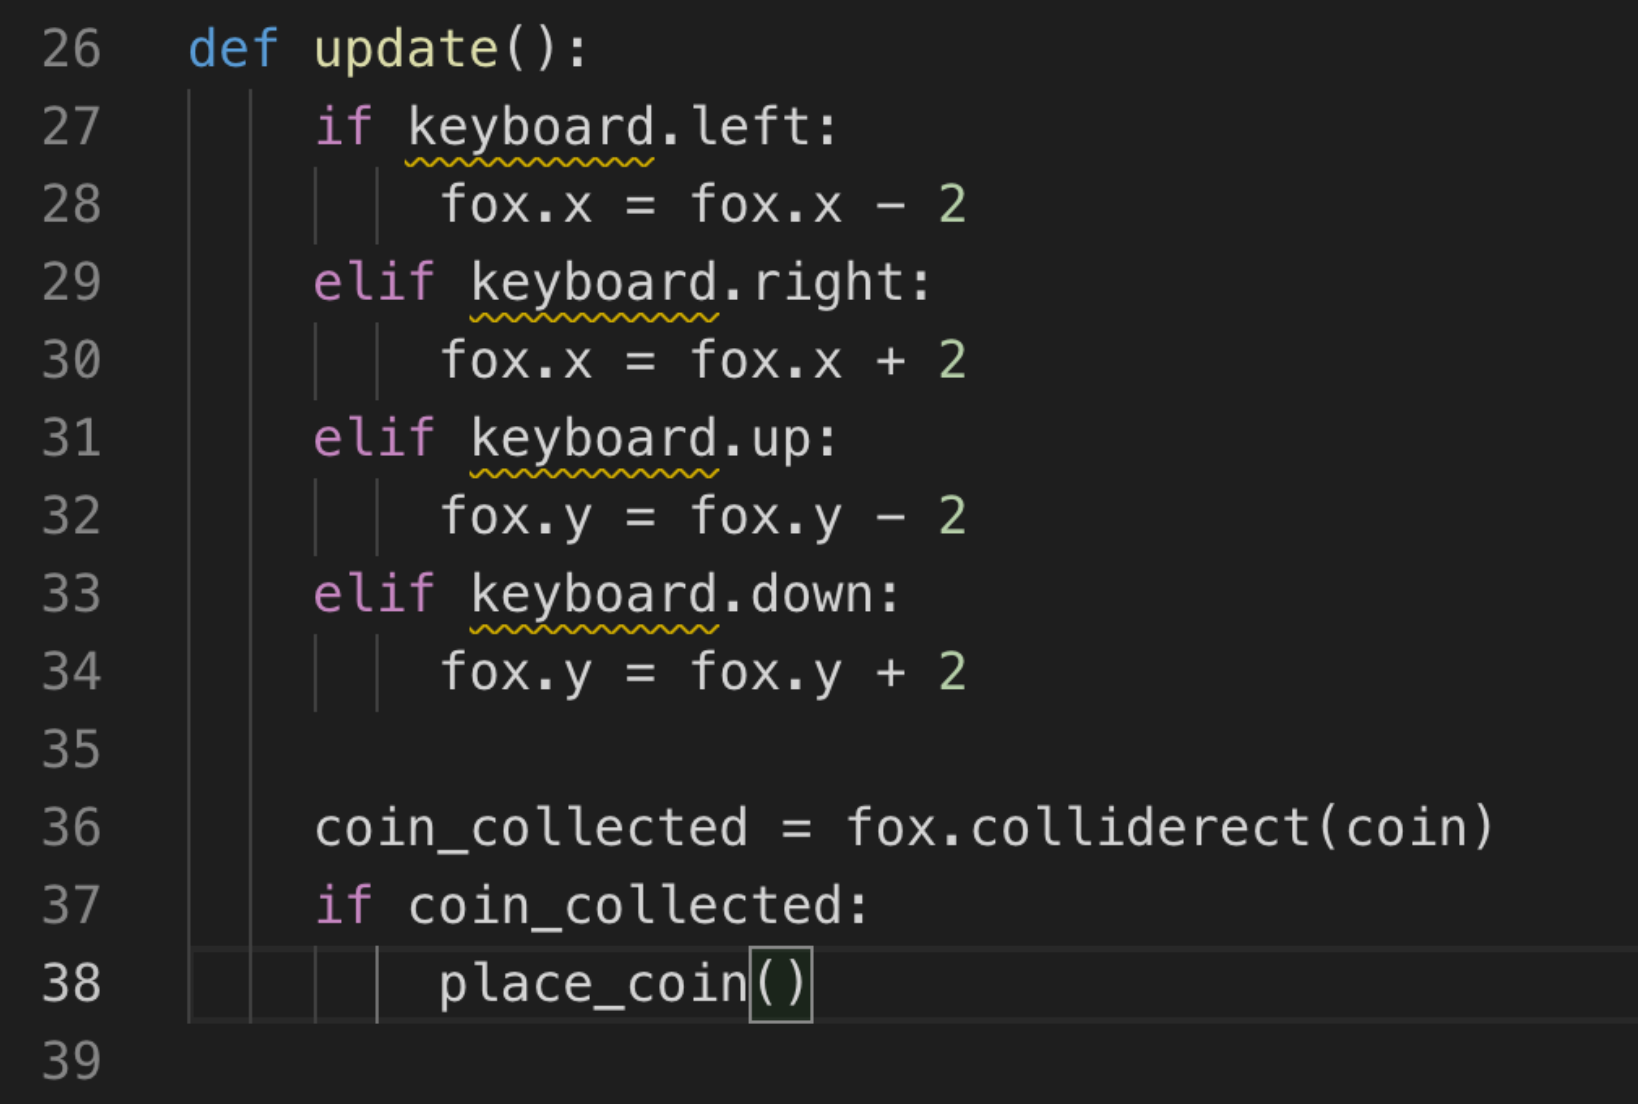 26 def update():
27     if keyboard.left:
28         fox.x = fox.x - 2
29     elif keyboard.right:
30         fox.x = fox.x + 2
31     elif keyboard.up:
32         fox.y = fox.y - 2
33     elif keyboard.down:
34         fox.y = fox.y + 2
35
36     coin_collected = fox.colliderect(coin)
37     if coin_collected:
38         place_coin()
39